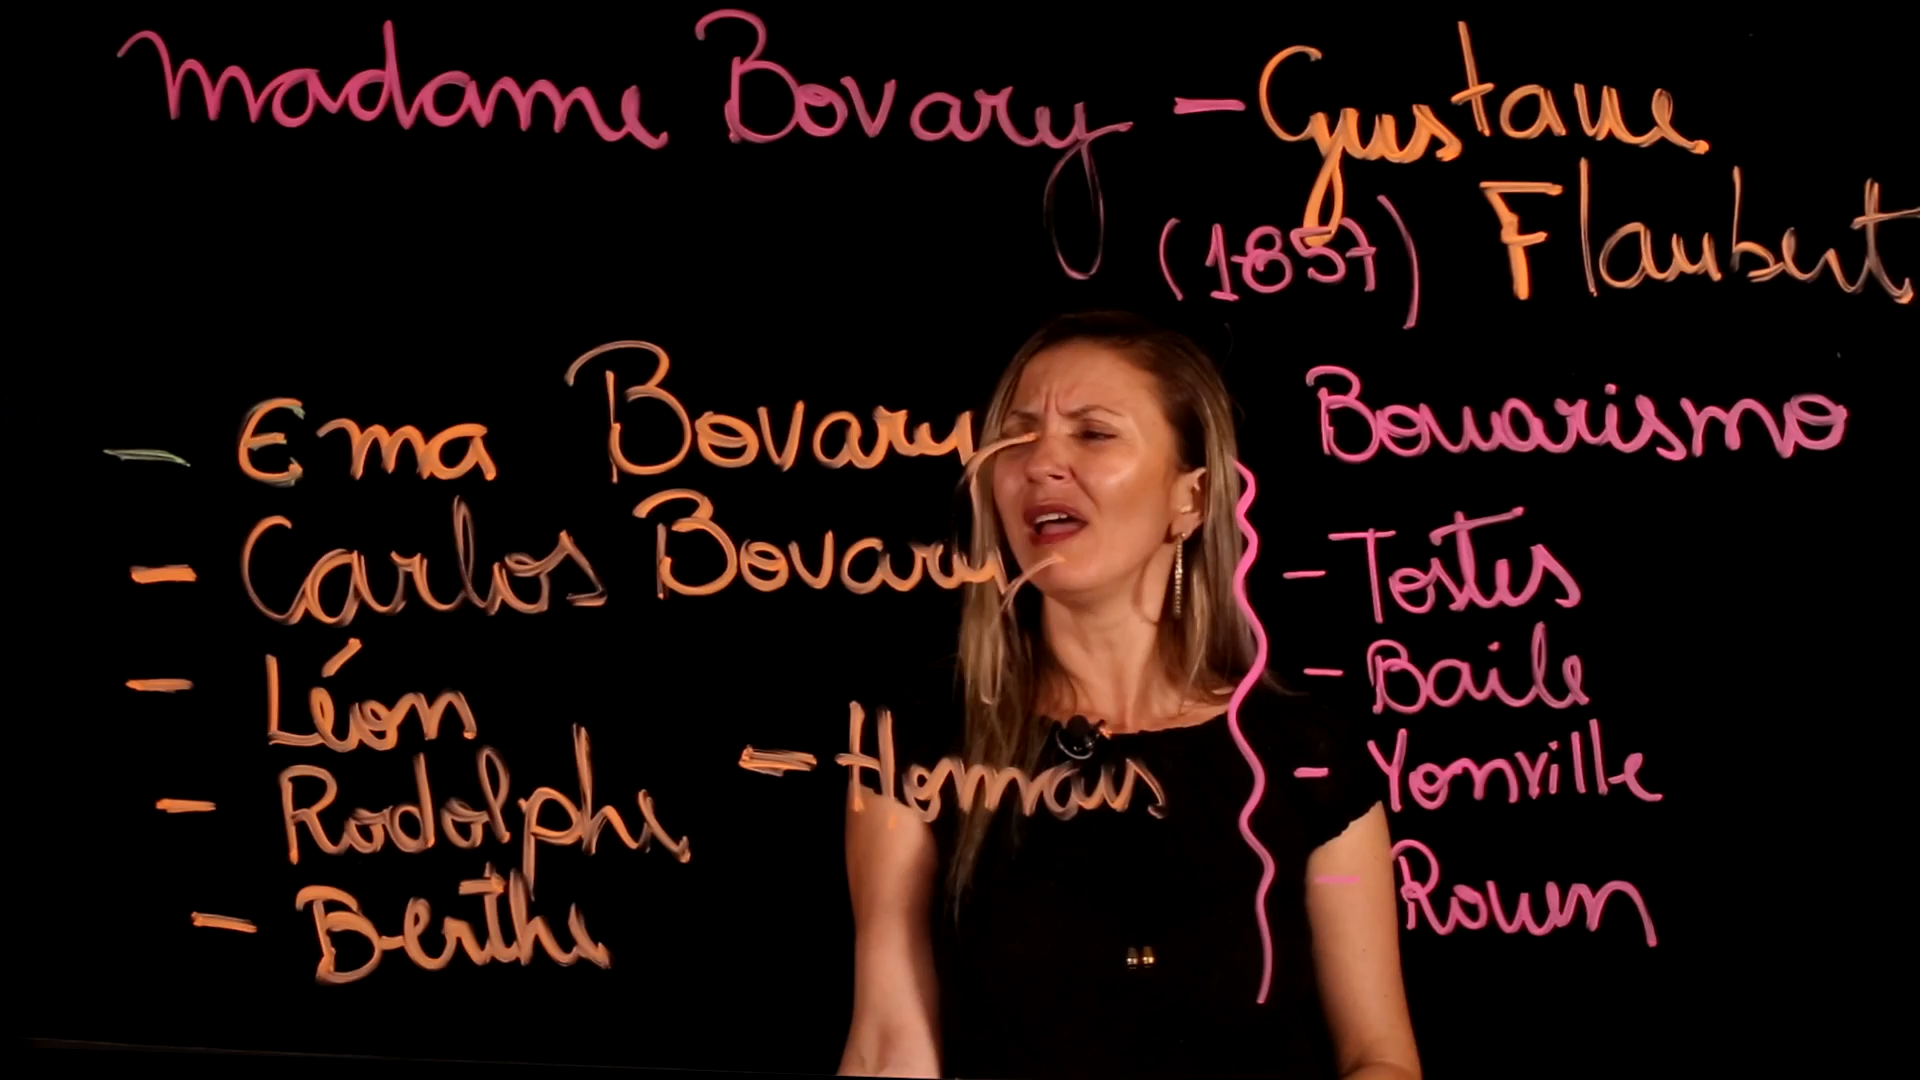 Madame Bovary - Gustave
(1857) Flaubert
- Ema Bovary
- Carlos Bovary
- Léon
- Rodolphe
- Homais
- Berthe
Bovarismo
- Tostes
- Baile
- Yonville
- Rouen